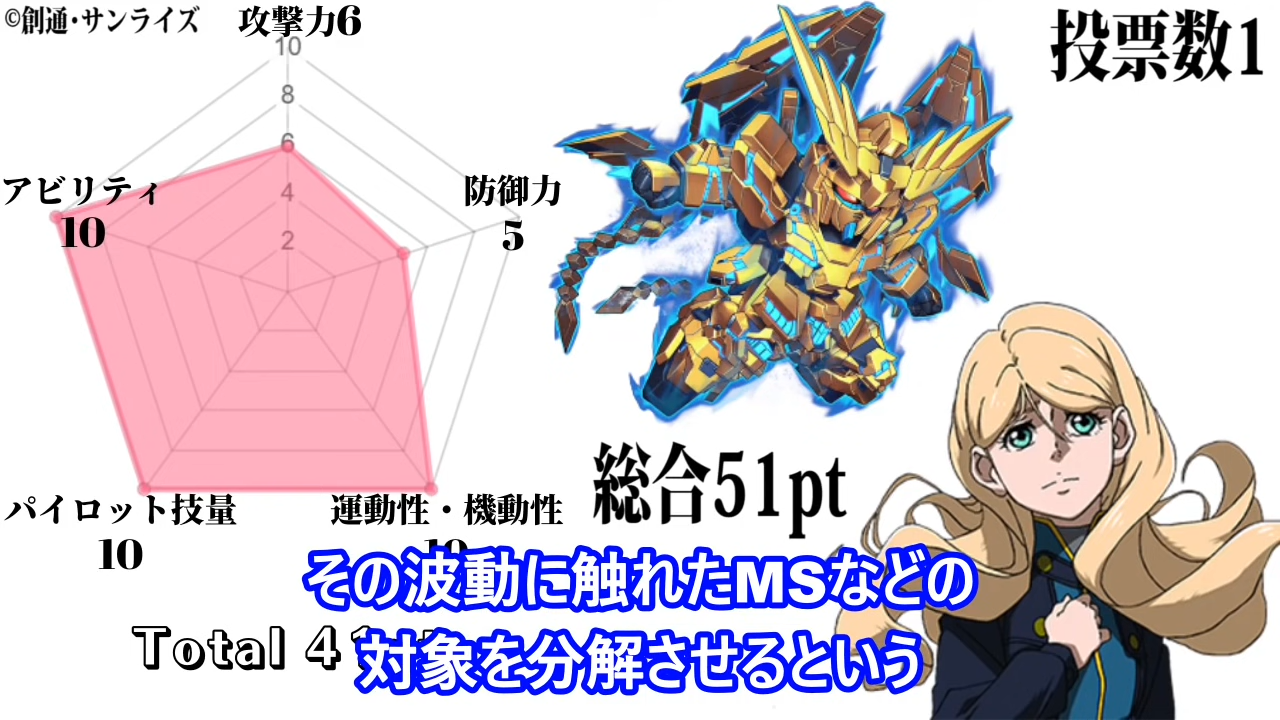 ©創通・サンライズ
攻撃力6
投票数1
10
8
6
4
2
アビリティ
10
防御力
5
パイロット技量
10
運動性・機動性
総合51pt
その波動に触れたMSなどの
Total 41
対象を分解させるという